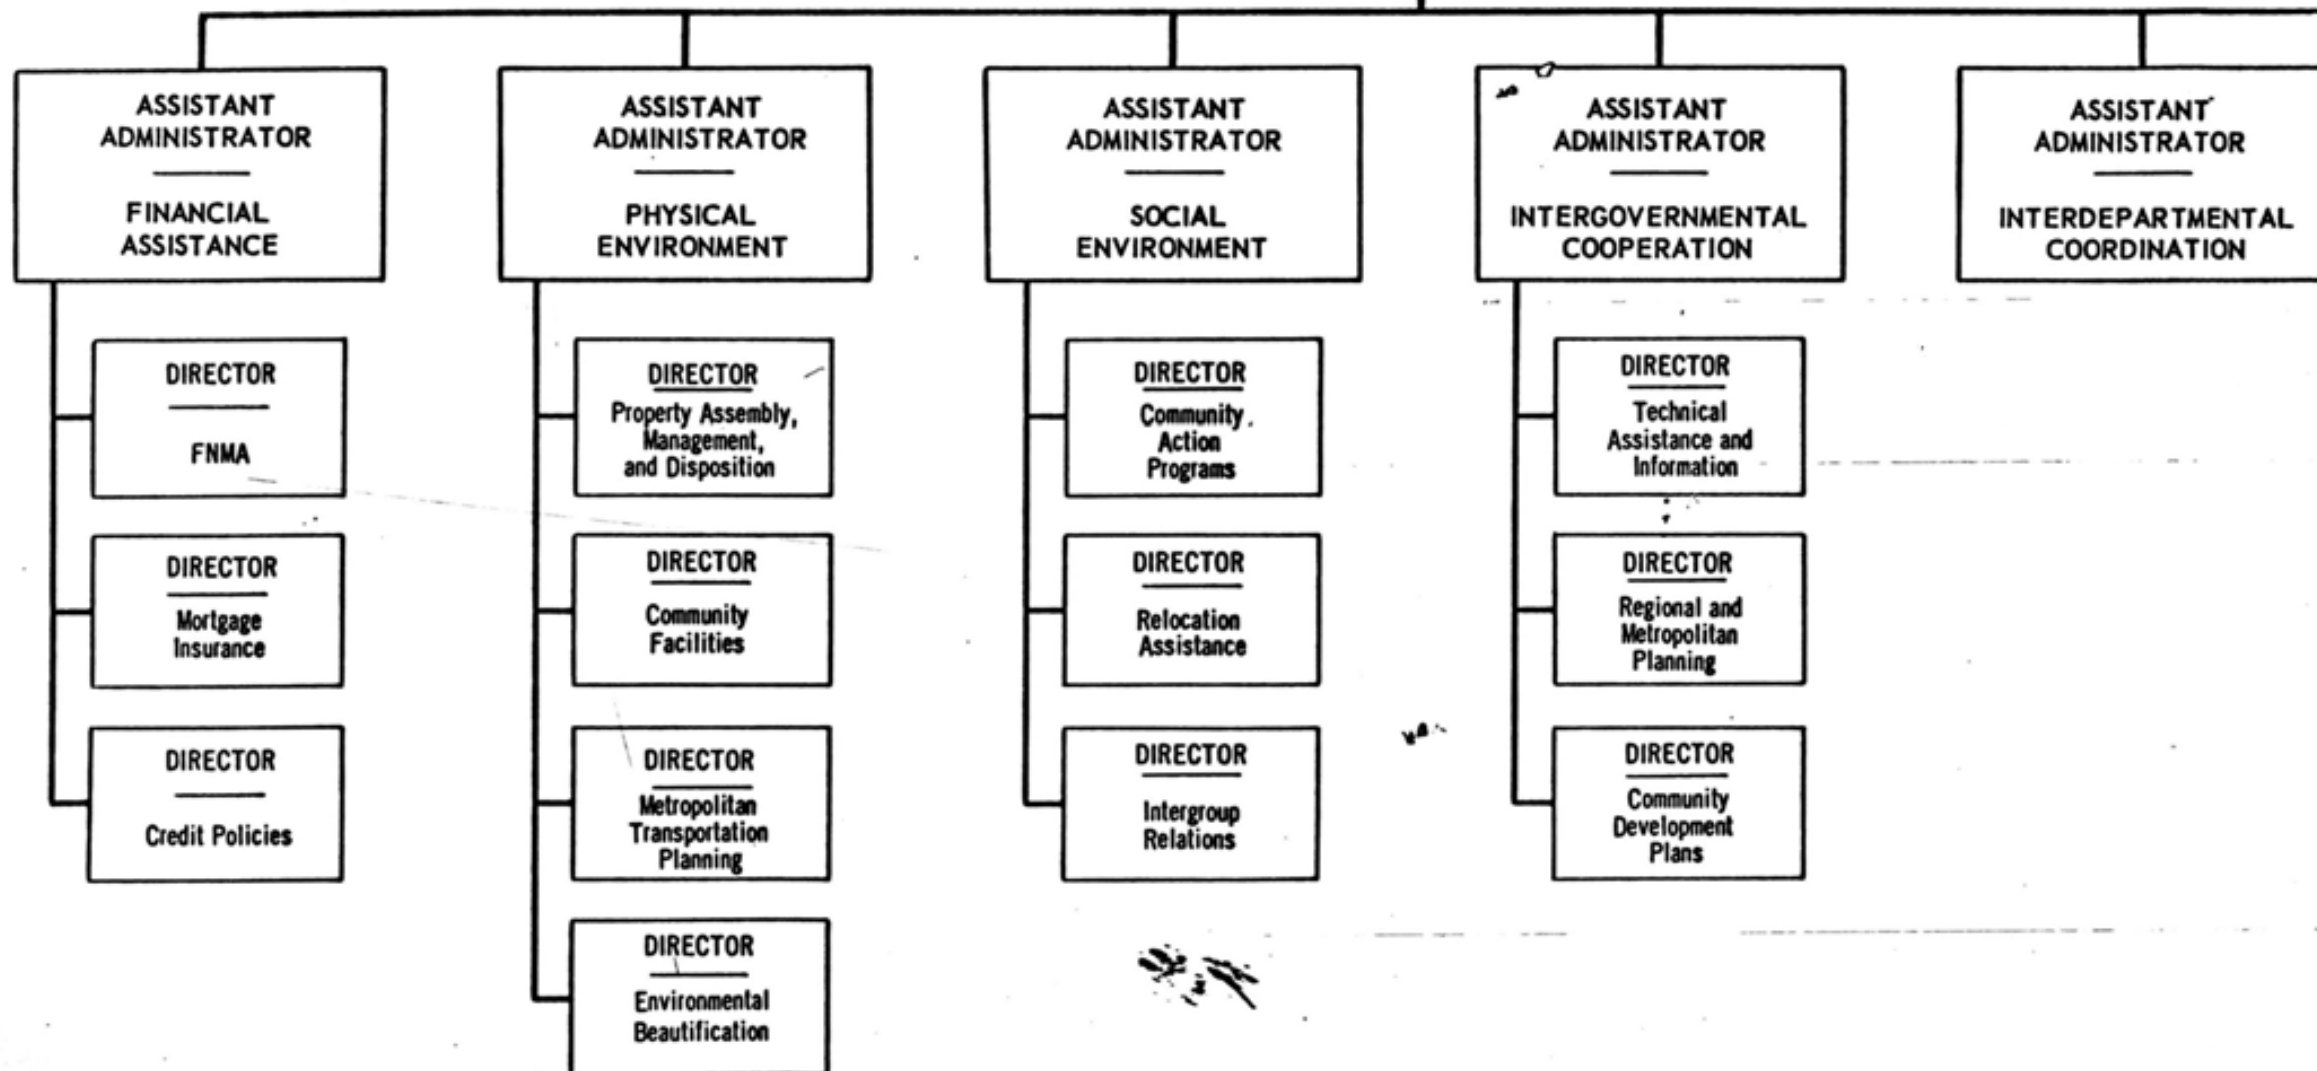 ASSISTANT
ADMINISTRATOR
FINANCIAL
ASSISTANCE
DIRECTOR
FNMA
DIRECTOR
Mortgage
Insurance
DIRECTOR
Credit Policies
ASSISTANT
ADMINISTRATOR
PHYSICAL
ENVIRONMENT
DIRECTOR
Property Assembly,
Management,
and Disposition
DIRECTOR
Community
Facilities
DIRECTOR
Metropolitan
Transportation
Planning
DIRECTOR
Environmental
Beautification
ASSISTANT
ADMINISTRATOR
SOCIAL
ENVIRONMENT
DIRECTOR
Community
Action
Programs
DIRECTOR
Relocation
Assistance
DIRECTOR
Intergroup
Relations
ASSISTANT
ADMINISTRATOR
INTERGOVERNMENTAL
COOPERATION
DIRECTOR
Technical
Assistance and
Information
DIRECTOR
Regional and
Metropolitan
Planning
DIRECTOR
Community
Development
Plans
ASSISTANT
ADMINISTRATOR
INTERDEPARTMENTAL
COORDINATION